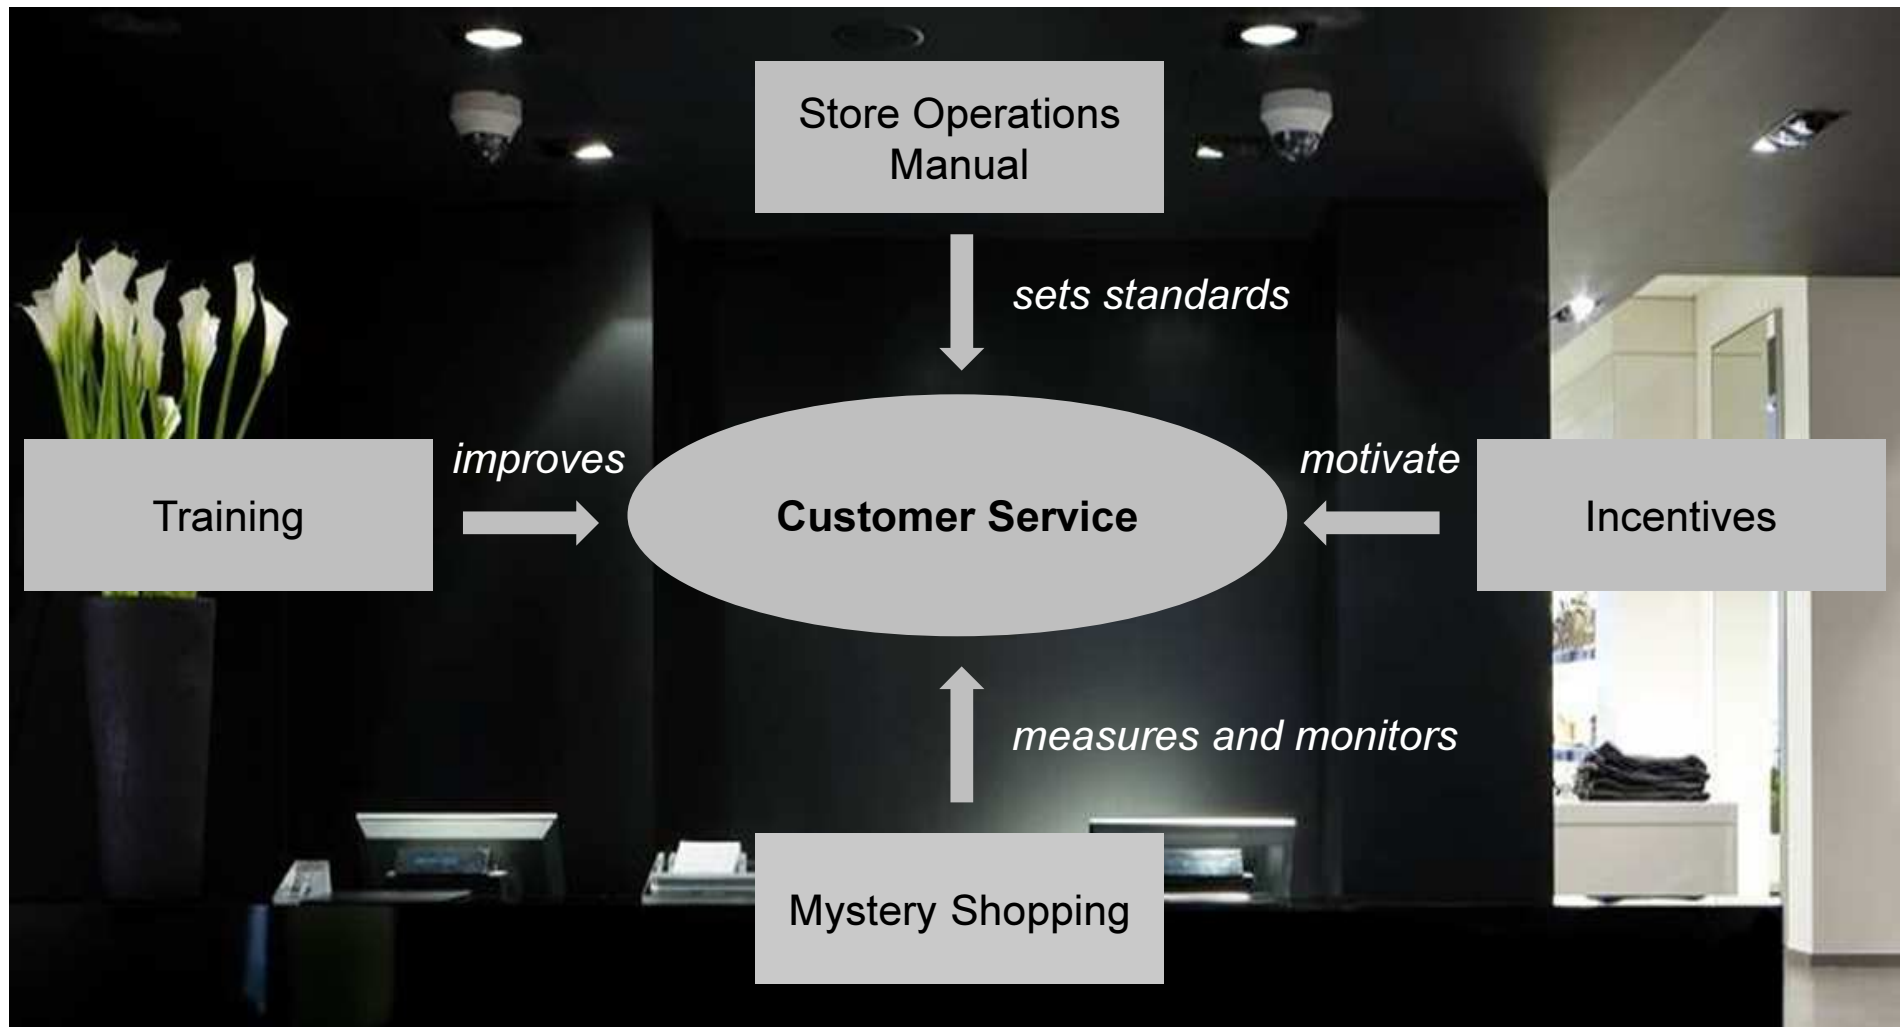 Store Operations
Manual
sets standards
improves
motivate
Training
Customer Service
Incentives
measures and monitors
Mystery Shopping